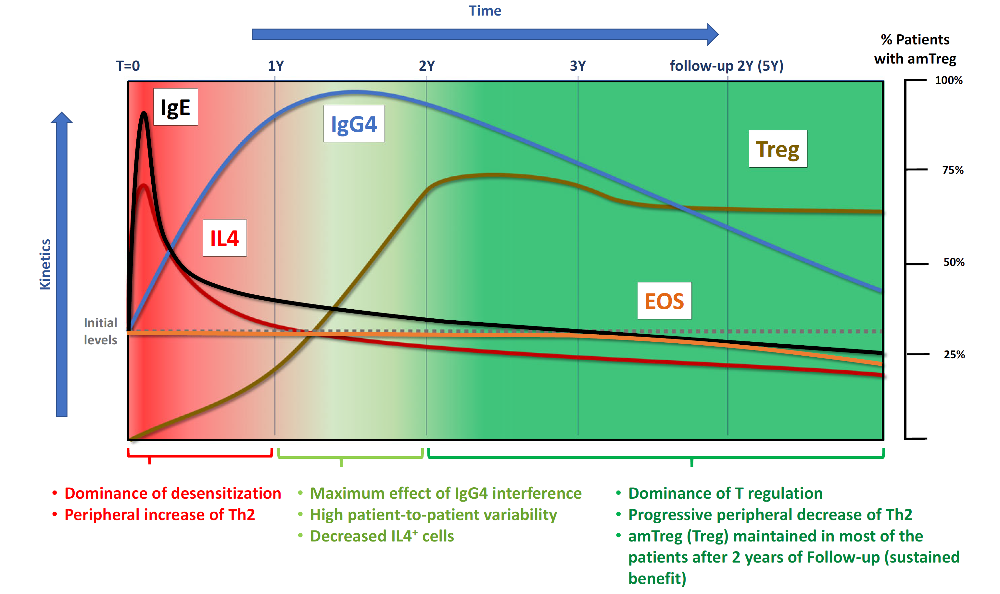 Time
% Patients
with amTreg
T=0
1Y
2Y
3Y
follow-up 2Y (5Y)
100%
IgE
IgG4
Treg
75%
IL4
Kinetics
50%
EOS
Initial
levels
25%
• Dominance of desensitization
• Peripheral increase of Th2
• Maximum effect of IgG4 interference
• High patient-to-patient variability
• Decreased IL4⁺ cells
• Dominance of T regulation
• Progressive peripheral decrease of Th2
• amTreg (Treg) maintained in most of the
patients after 2 years of Follow-up (sustained
benefit)